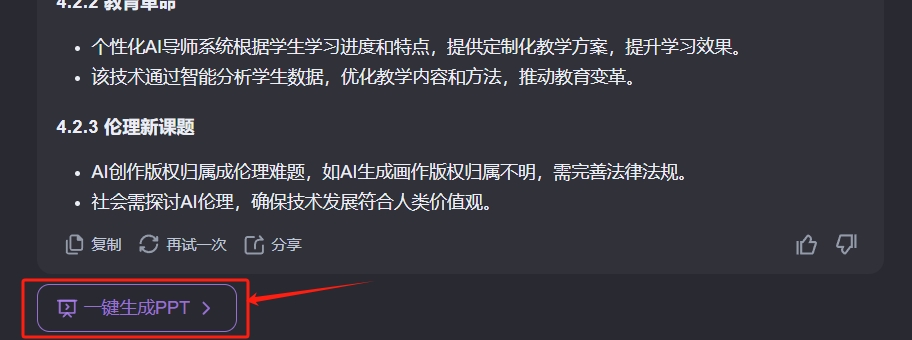 4.2.2 教育革命
个性化AI导师系统根据学生学习进度和特点，提供定制化教学方案，提升学习效果。
该技术通过智能分析学生数据，优化教学内容和方法，推动教育变革。
4.2.3 伦理新课题
AI创作版权归属成伦理难题，如AI生成画作版权归属不明，需完善法律法规。
社会需探讨AI伦理，确保技术发展符合人类价值观。
复制 再试一次 分享
一键生成PPT